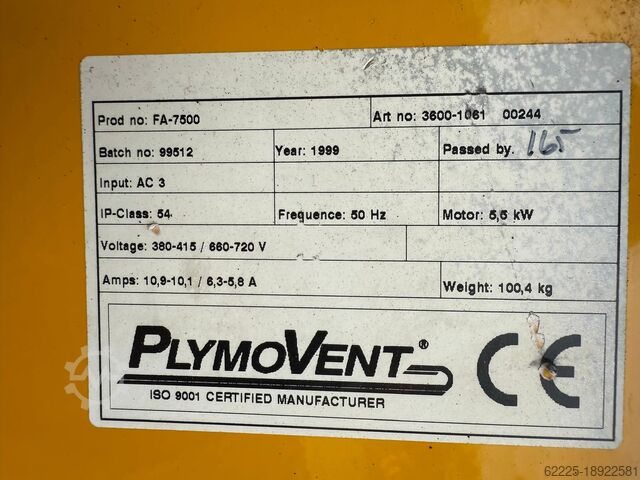 Prod no: FA-7500 Art no: 3600-1061 00244
Batch no: 99512 Year: 1999 Passed by. 165
Input: AC 3
IP-Class: 54 Frequence: 50 Hz Motor: 5,5 kW
Voltage: 380-415 / 660-720 V
Amps: 10,9-10,1 / 6,3-5,8 A Weight: 100,4 kg
PLYMOVENT® CE
ISO 9001 CERTIFIED MANUFACTURER
62225-18922581